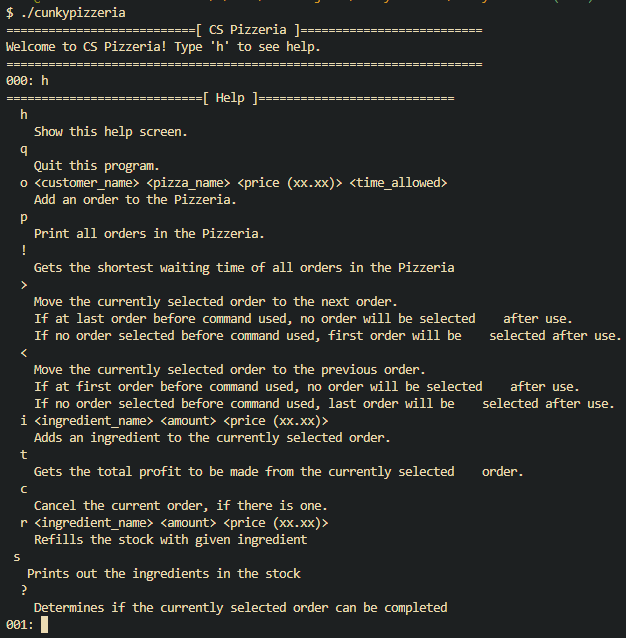 $ ./cunkypizzeria
===========================[ CS Pizzeria ]==========================
Welcome to CS Pizzeria! Type 'h' to see help.
====================================================================
000: h
============================[ Help ]============================
  h
    Show this help screen.
  q
    Quit this program.
  o <customer_name> <pizza_name> <price (xx.xx)> <time_allowed>
    Add an order to the Pizzeria.
  p
    Print all orders in the Pizzeria.
  !
    Gets the shortest waiting time of all orders in the Pizzeria
  >
    Move the currently selected order to the next order.
    If at last order before command used, no order will be selected    after use.
    If no order selected before command used, first order will be    selected after use.
  <
    Move the currently selected order to the previous order.
    If at first order before command used, no order will be selected    after use.
    If no order selected before command used, last order will be    selected after use.
  i <ingredient_name> <amount> <price (xx.xx)>
    Adds an ingredient to the currently selected order.
  t
    Gets the total profit to be made from the currently selected    order.
  c
    Cancel the current order, if there is one.
  r <ingredient_name> <amount> <price (xx.xx)>
    Refills the stock with given ingredient
 s
   Prints out the ingredients in the stock
  ?
    Determines if the currently selected order can be completed
001: